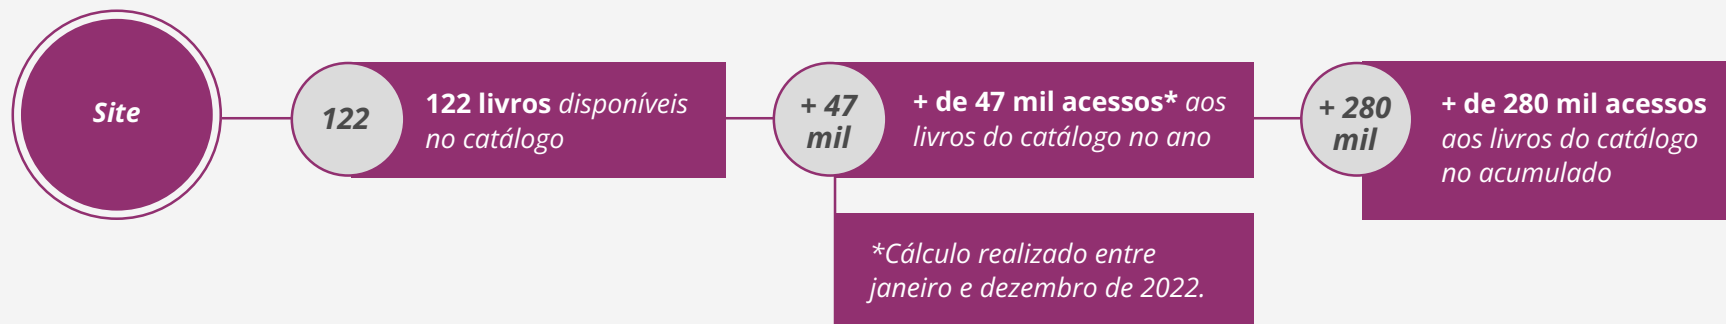 Site
122
122 livros disponíveis
no catálogo
+ 47
mil
+ de 47 mil acessos* aos
livros do catálogo no ano
*Cálculo realizado entre
janeiro e dezembro de 2022.
+ 280
mil
+ de 280 mil acessos
aos livros do catálogo
no acumulado